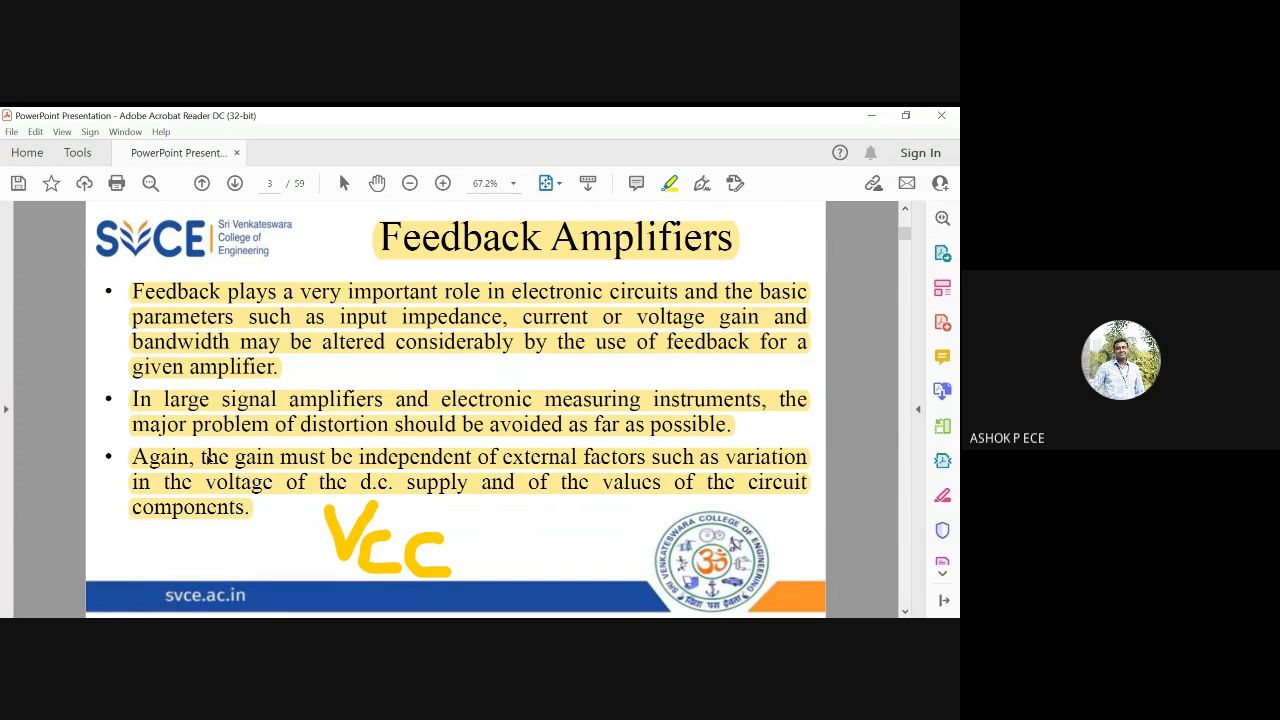 PowerPoint Presentation - Adobe Acrobat Reader DC (32-bit)
File Edit View Sign Window Help
Home Tools PowerPoint Present... × Sign In
3 / 59 67.2%
SVCE Sri Venkateswara
College of
Engineering
Feedback Amplifiers
• Feedback plays a very important role in electronic circuits and the basic
parameters such as input impedance, current or voltage gain and
bandwidth may be altered considerably by the use of feedback for a
given amplifier.
• In large signal amplifiers and electronic measuring instruments, the
major problem of distortion should be avoided as far as possible.
• Again, the gain must be independent of external factors such as variation
in the voltage of the d.c. supply and of the values of the circuit
components.
VCC
SRI VENKATESWARA COLLEGE OF ENGINEERING
ॐ
svce.ac.in
ASHOK P ECE